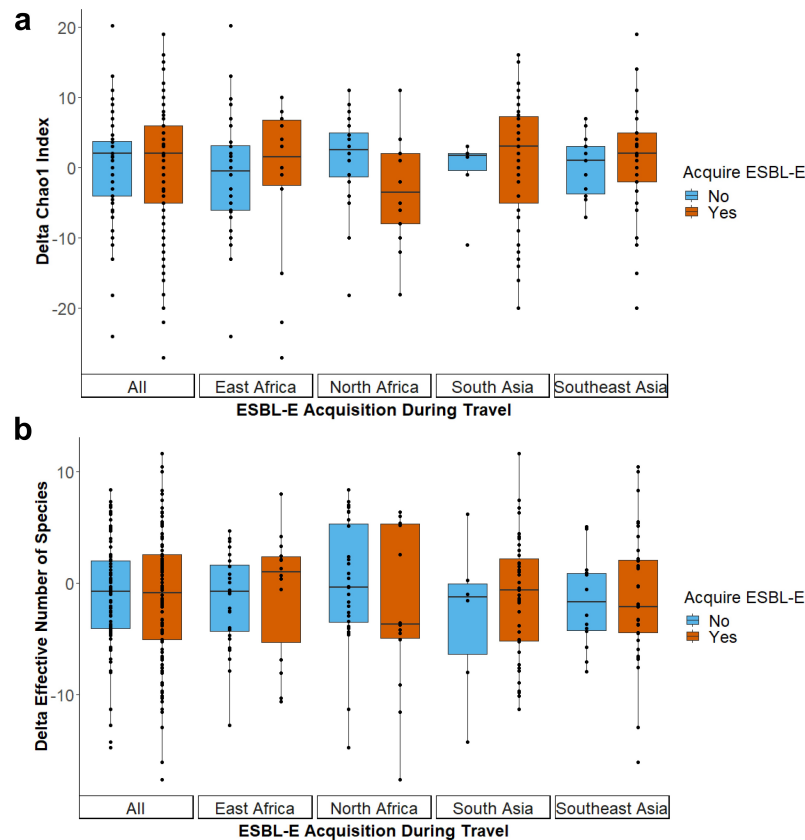 a
Delta Chao1 Index
20
10
0
-10
-20
All East Africa North Africa South Asia Southeast Asia
ESBL-E Acquisition During Travel
Acquire ESBL-E
No
Yes
b
Delta Effective Number of Species
10
0
-10
All East Africa North Africa South Asia Southeast Asia
ESBL-E Acquisition During Travel
Acquire ESBL-E
No
Yes